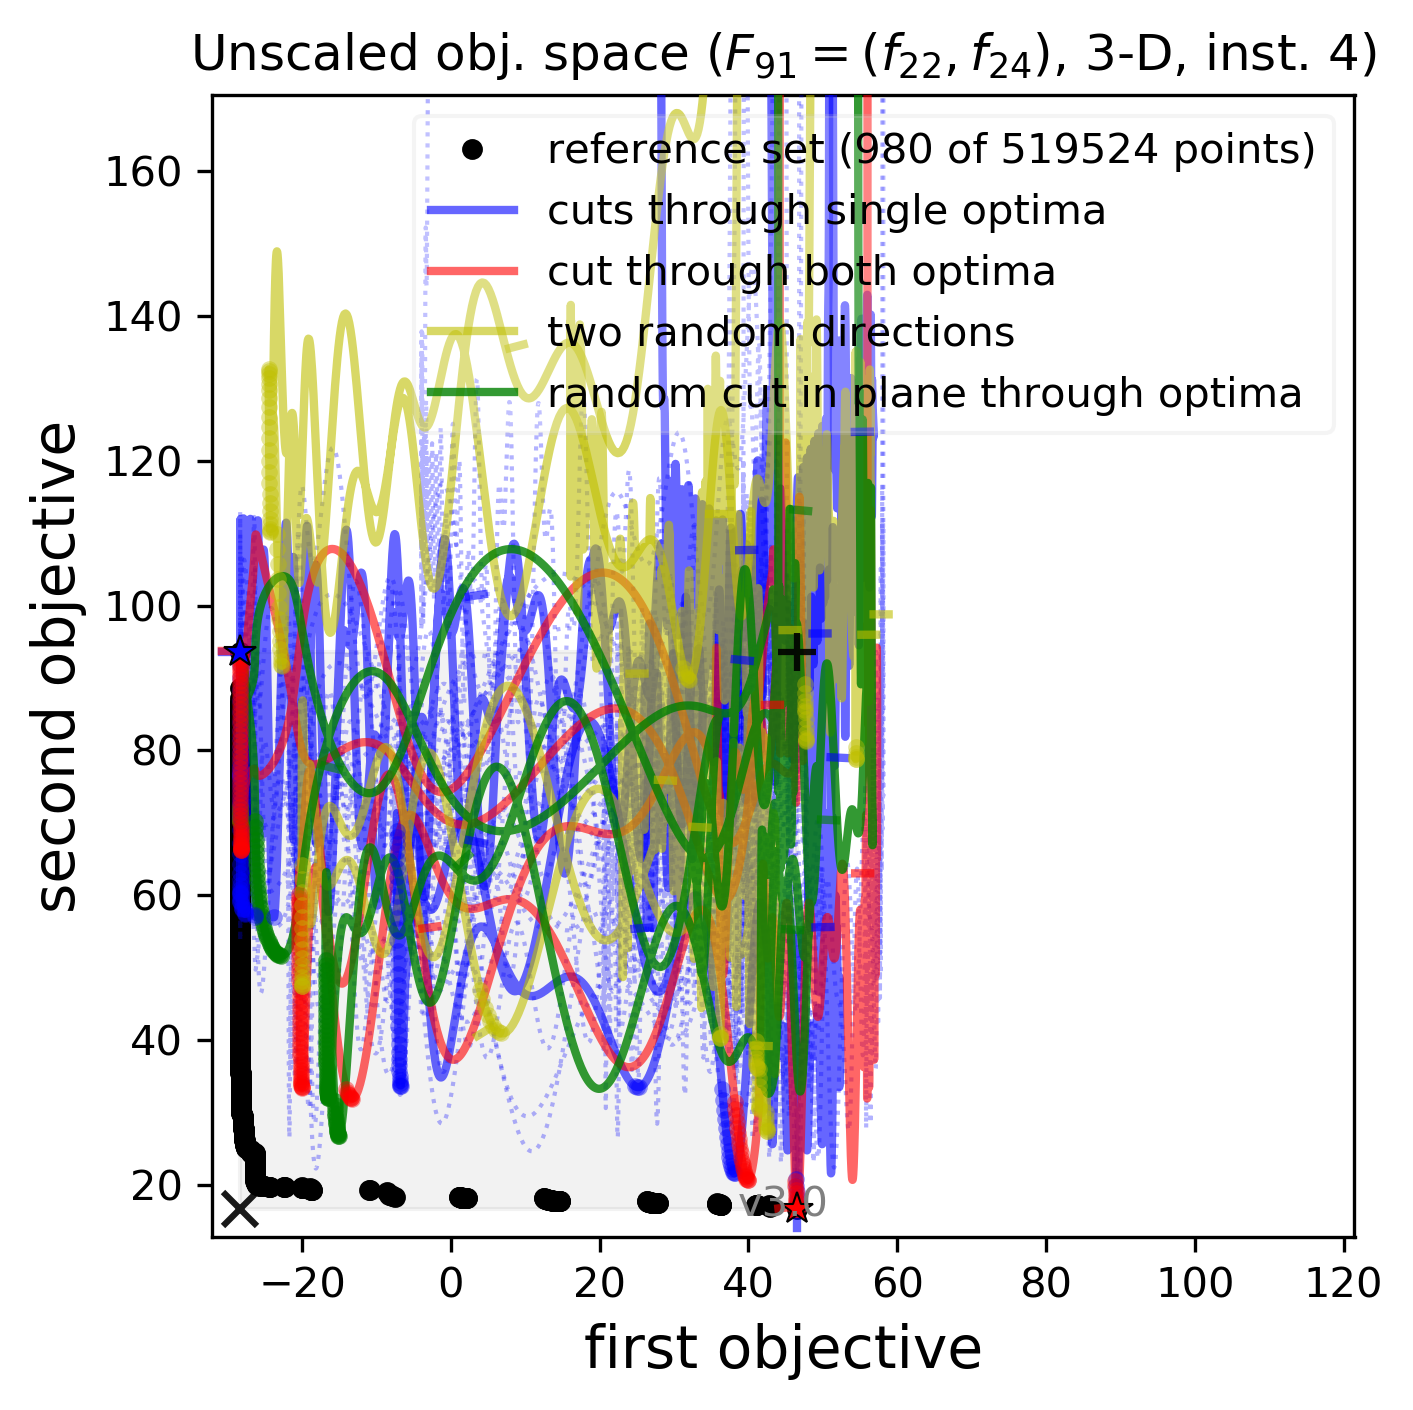 Unscaled obj. space (F₉₁ = (f₂₂, f₂₄), 3-D, inst. 4)
reference set (980 of 519524 points)
cuts through single optima
cut through both optima
two random directions
random cut in plane through optima
160
140
120
100
80
60
40
20
second objective
v3.0
−20 0 20 40 60 80 100 120
first objective